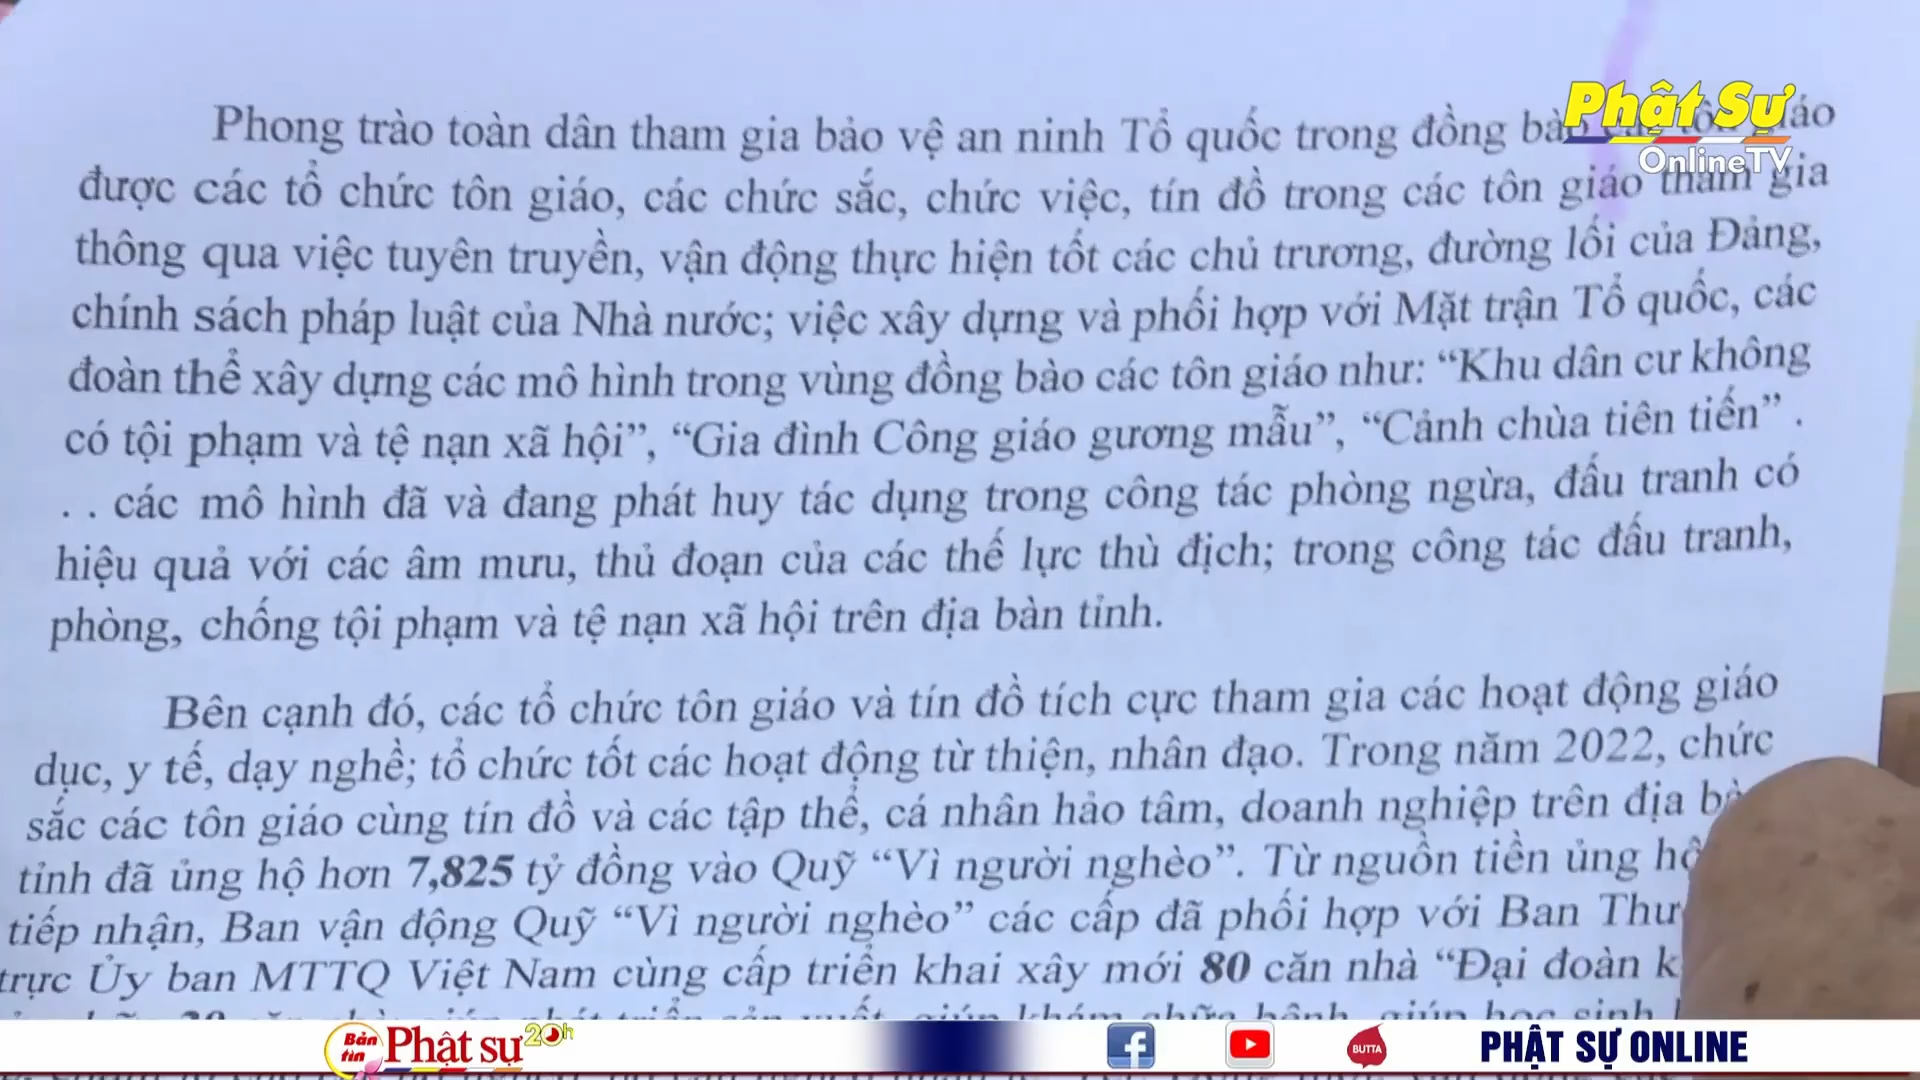 Phật Sự
OnlineTV
Phong trào toàn dân tham gia bảo vệ an ninh Tổ quốc trong đồng bào các tôn giáo
được các tổ chức tôn giáo, các chức sắc, chức việc, tín đồ trong các tôn giáo tham gia
thông qua việc tuyên truyền, vận động thực hiện tốt các chủ trương, đường lối của Đảng,
chính sách pháp luật của Nhà nước; việc xây dựng và phối hợp với Mặt trận Tổ quốc, các
đoàn thể xây dựng các mô hình trong vùng đồng bào các tôn giáo như: “Khu dân cư không
có tội phạm và tệ nạn xã hội”, “Gia đình Công giáo gương mẫu”, “Cảnh chùa tiên tiến” .
. . các mô hình đã và đang phát huy tác dụng trong công tác phòng ngừa, đấu tranh có
hiệu quả với các âm mưu, thủ đoạn của các thế lực thù địch; trong công tác đấu tranh,
phòng, chống tội phạm và tệ nạn xã hội trên địa bàn tỉnh.
Bên cạnh đó, các tổ chức tôn giáo và tín đồ tích cực tham gia các hoạt động giáo
dục, y tế, dạy nghề; tổ chức tốt các hoạt động từ thiện, nhân đạo. Trong năm 2022, chức
sắc các tôn giáo cùng tín đồ và các tập thể, cá nhân hảo tâm, doanh nghiệp trên địa
tỉnh đã ủng hộ hơn 7,825 tỷ đồng vào Quỹ “Vì người nghèo”. Từ nguồn tiền ủng hộ
tiếp nhận, Ban vận động Quỹ “Vì người nghèo” các cấp đã phối hợp với Ban
trực Ủy ban MTTQ Việt Nam cùng cấp triển khai xây mới 80 căn nhà “Đại đoàn
Bản tin Phật sự 20h
BUTTA
PHẬT SỰ ONLINE